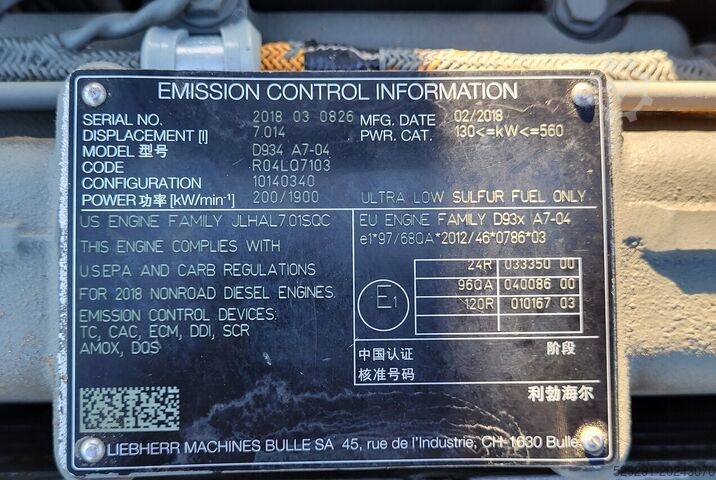 EMISSION CONTROL INFORMATION
SERIAL NO. 2018 03 0826 MFG. DATE 02/2018
DISPLACEMENT [l] 7.014 PWR. CAT. 130<=kW<=560
MODEL 型号 D934 A7-04
CODE R04LQ7103
CONFIGURATION 10140340
POWER 功率 [kW/min⁻¹] 200/1900 ULTRA LOW SULFUR FUEL ONLY
US ENGINE FAMILY JLHAL7.01SQC
THIS ENGINE COMPLIES WITH
U.S.EPA AND CARB REGULATIONS
FOR 2018 NONROAD DIESEL ENGINES.
EMISSION CONTROL DEVICES:
TC, CAC, ECM, DDI, SCR
AMOX, DQS
EU ENGINE FAMILY D93x A7-04
e1*97/68QA*2012/46*0786*03
E1
24R 033350 00
96QA 040086 00
120R 010167 03
中国认证 阶段
核准号码
利勃海尔
LIEBHERR MACHINES BULLE SA 45, rue de l'Industrie, CH-1630 Bulle